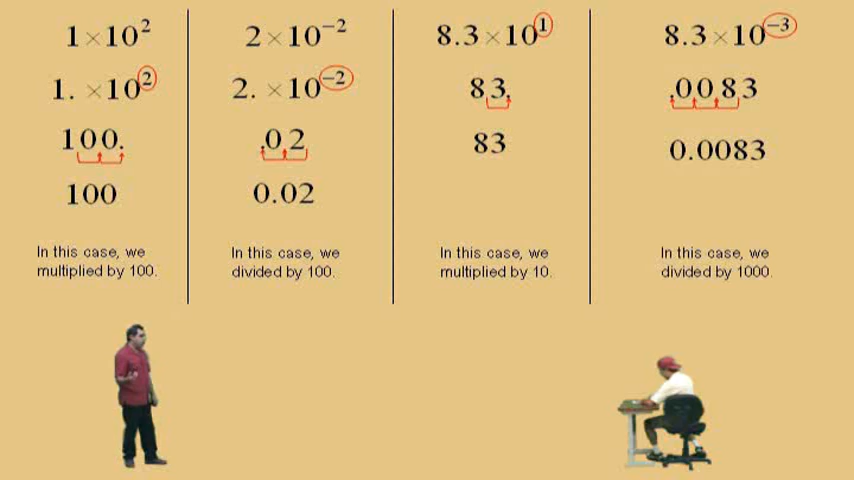 1×10²
1. ×10²
100.
100
In this case, we
multiplied by 100.
2×10⁻²
2. ×10⁻²
.02
0.02
In this case, we
divided by 100.
8.3×10¹
83.
83
In this case, we
multiplied by 10.
8.3×10⁻³
.0083
0.0083
In this case, we
divided by 1000.